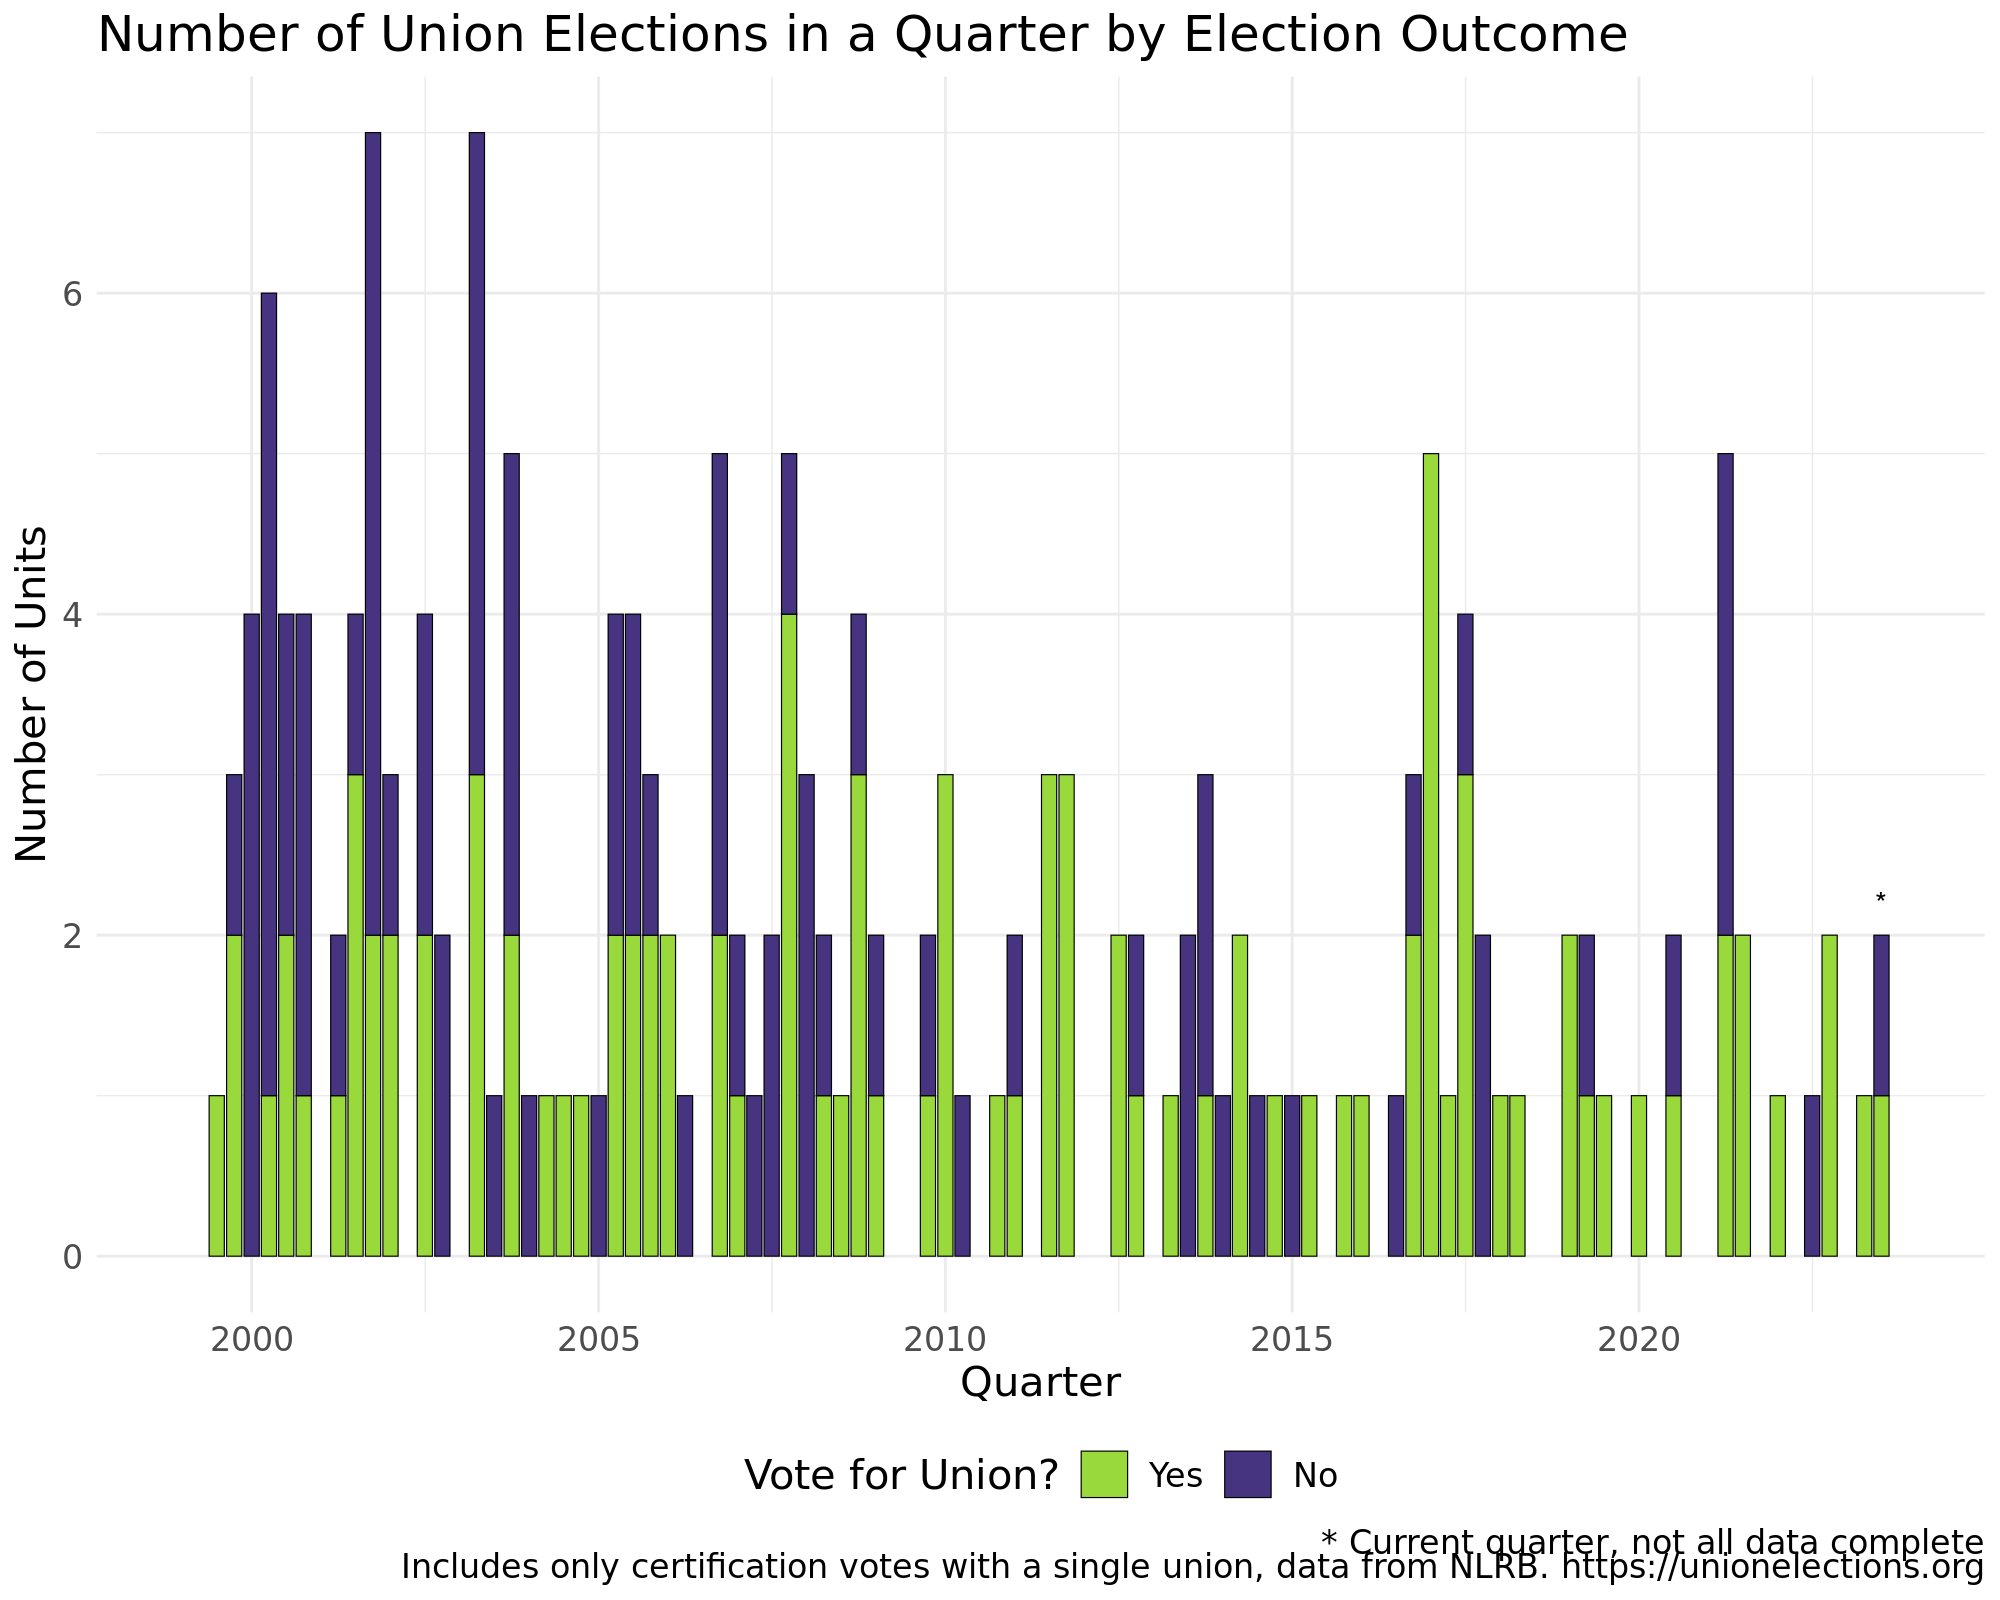 Number of Union Elections in a Quarter by Election Outcome
Number of Units
6
4
2
0
*
2000 2005 2010 2015 2020
Quarter
Vote for Union? Yes No
* Current quarter, not all data complete
Includes only certification votes with a single union, data from NLRB. https://unionelections.org